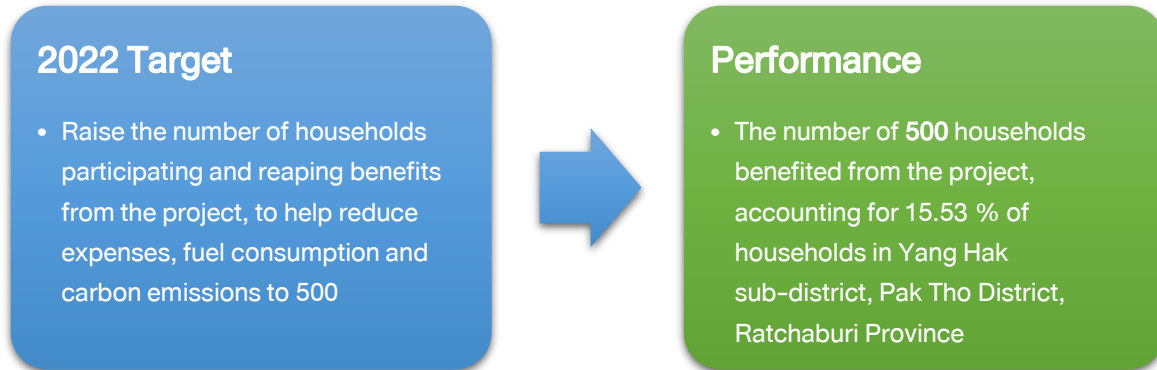 2022 Target
• Raise the number of households
participating and reaping benefits
from the project, to help reduce
expenses, fuel consumption and
carbon emissions to 500
Performance
• The number of 500 households
benefited from the project,
accounting for 15.53 % of
households in Yang Hak
sub-district, Pak Tho District,
Ratchaburi Province